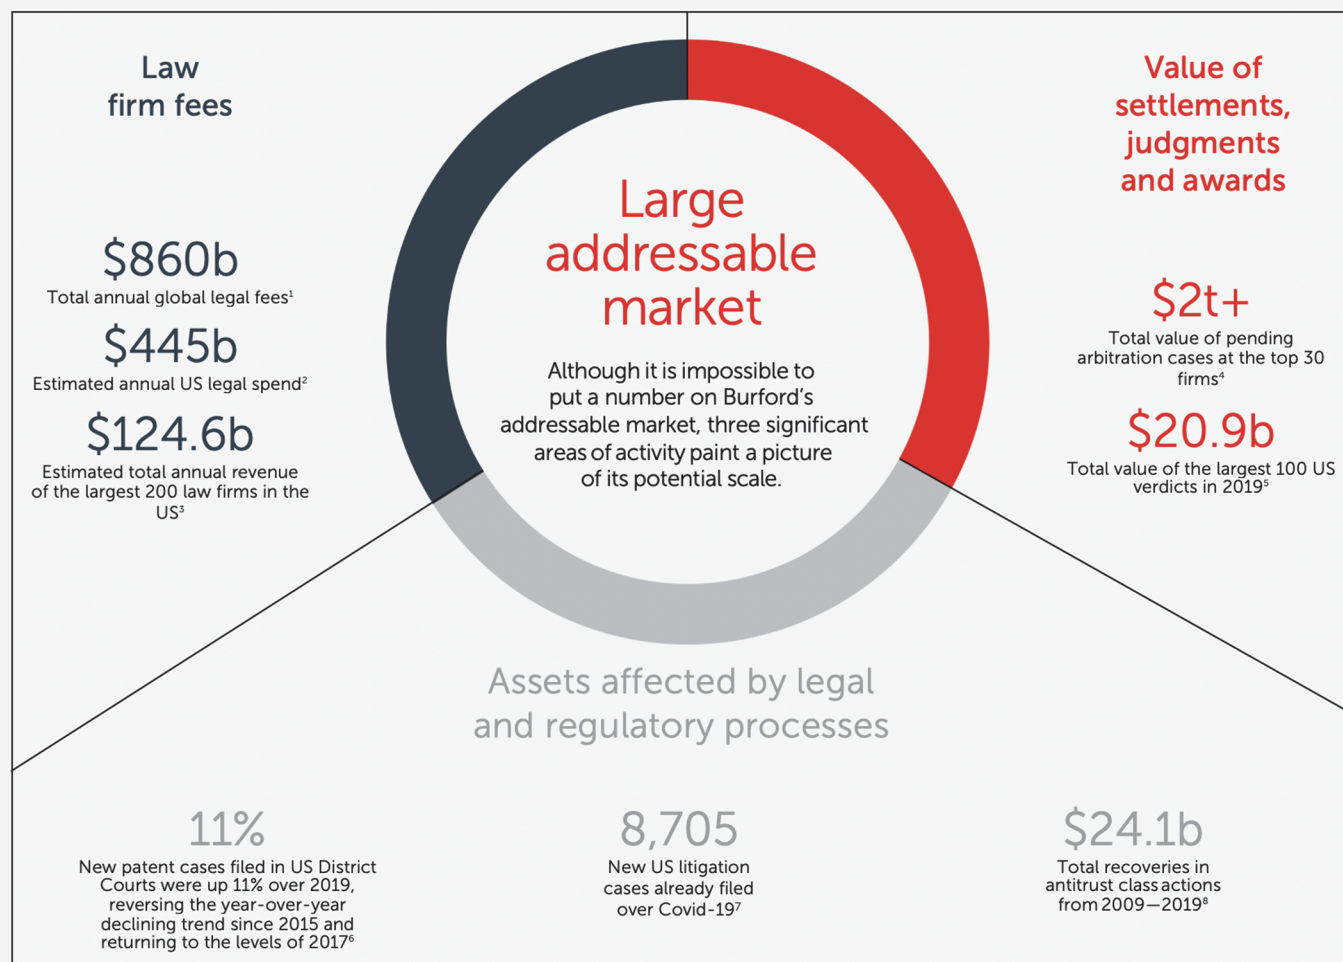 Law
firm fees
$860b
Total annual global legal fees¹
$445b
Estimated annual US legal spend²
$124.6b
Estimated total annual revenue
of the largest 200 law firms in the
US³
Large
addressable
market
Although it is impossible to
put a number on Burford’s
addressable market, three significant
areas of activity paint a picture
of its potential scale.
Value of
settlements,
judgments
and awards
$2t+
Total value of pending
arbitration cases at the top 30
firms⁴
$20.9b
Total value of the largest 100 US
verdicts in 2019⁵
Assets affected by legal
and regulatory processes
11%
New patent cases filed in US District
Courts were up 11% over 2019,
reversing the year-over-year
declining trend since 2015 and
returning to the levels of 2017⁶
8,705
New US litigation
cases already filed
over Covid-19⁷
$24.1b
Total recoveries in
antitrust class actions
from 2009—2019⁸